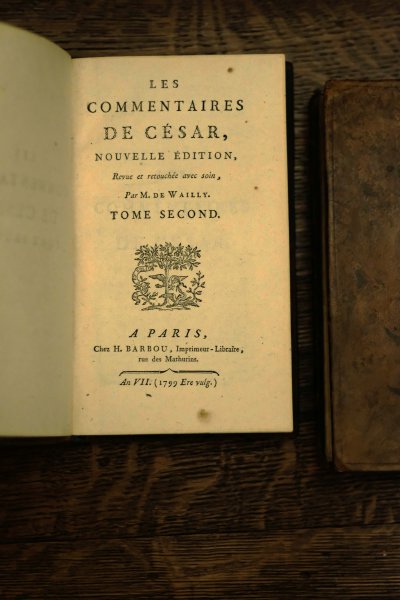 LES
COMMENTAIRES
DE CÉSAR,
NOUVELLE ÉDITION,
Revue et retouchée avec soin,
Par M. DE WAILLY.
TOME SECOND.
A PARIS,
Chez H. BARBOU, Imprimeur-Libraire,
rue des Mathurins.
An VII. (1799 Ere vulg.)